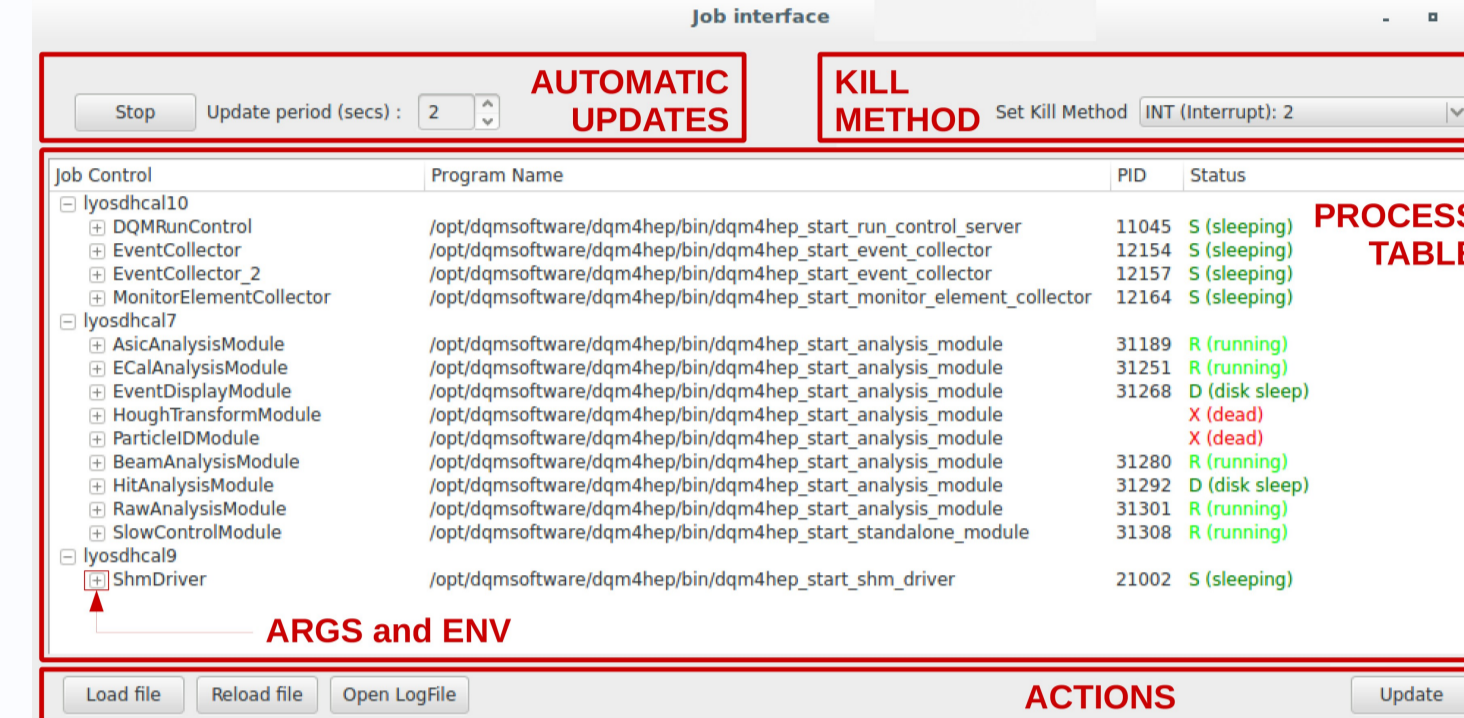 Job interface
AUTOMATIC
UPDATES
Stop Update period (secs) : 2
KILL
METHOD
Set Kill Method INT (Interrupt): 2
Job Control Program Name PID Status
lyosdhcal10
DQMRunControl /opt/dqmsoftware/dqm4hep/bin/dqm4hep_start_run_control_server 11045 S (sleeping)
EventCollector /opt/dqmsoftware/dqm4hep/bin/dqm4hep_start_event_collector 12154 S (sleeping)
EventCollector_2 /opt/dqmsoftware/dqm4hep/bin/dqm4hep_start_event_collector 12157 S (sleeping)
MonitorElementCollector /opt/dqmsoftware/dqm4hep/bin/dqm4hep_start_monitor_element_collector 12164 S (sleeping)
PROCESS
TABLE
lyosdhcal7
AsicAnalysisModule /opt/dqmsoftware/dqm4hep/bin/dqm4hep_start_analysis_module 31189 R (running)
ECalAnalysisModule /opt/dqmsoftware/dqm4hep/bin/dqm4hep_start_analysis_module 31251 R (running)
EventDisplayModule /opt/dqmsoftware/dqm4hep/bin/dqm4hep_start_analysis_module 31268 D (disk sleep)
HoughTransformModule /opt/dqmsoftware/dqm4hep/bin/dqm4hep_start_analysis_module X (dead)
ParticleIDModule /opt/dqmsoftware/dqm4hep/bin/dqm4hep_start_analysis_module X (dead)
BeamAnalysisModule /opt/dqmsoftware/dqm4hep/bin/dqm4hep_start_analysis_module 31280 R (running)
HitAnalysisModule /opt/dqmsoftware/dqm4hep/bin/dqm4hep_start_analysis_module 31292 D (disk sleep)
RawAnalysisModule /opt/dqmsoftware/dqm4hep/bin/dqm4hep_start_analysis_module 31301 R (running)
SlowControlModule /opt/dqmsoftware/dqm4hep/bin/dqm4hep_start_standalone_module 31308 R (running)
lyosdhcal9
ShmDriver /opt/dqmsoftware/dqm4hep/bin/dqm4hep_start_shm_driver 21002 S (sleeping)
ARGS and ENV
Load file Reload file Open LogFile ACTIONS Update